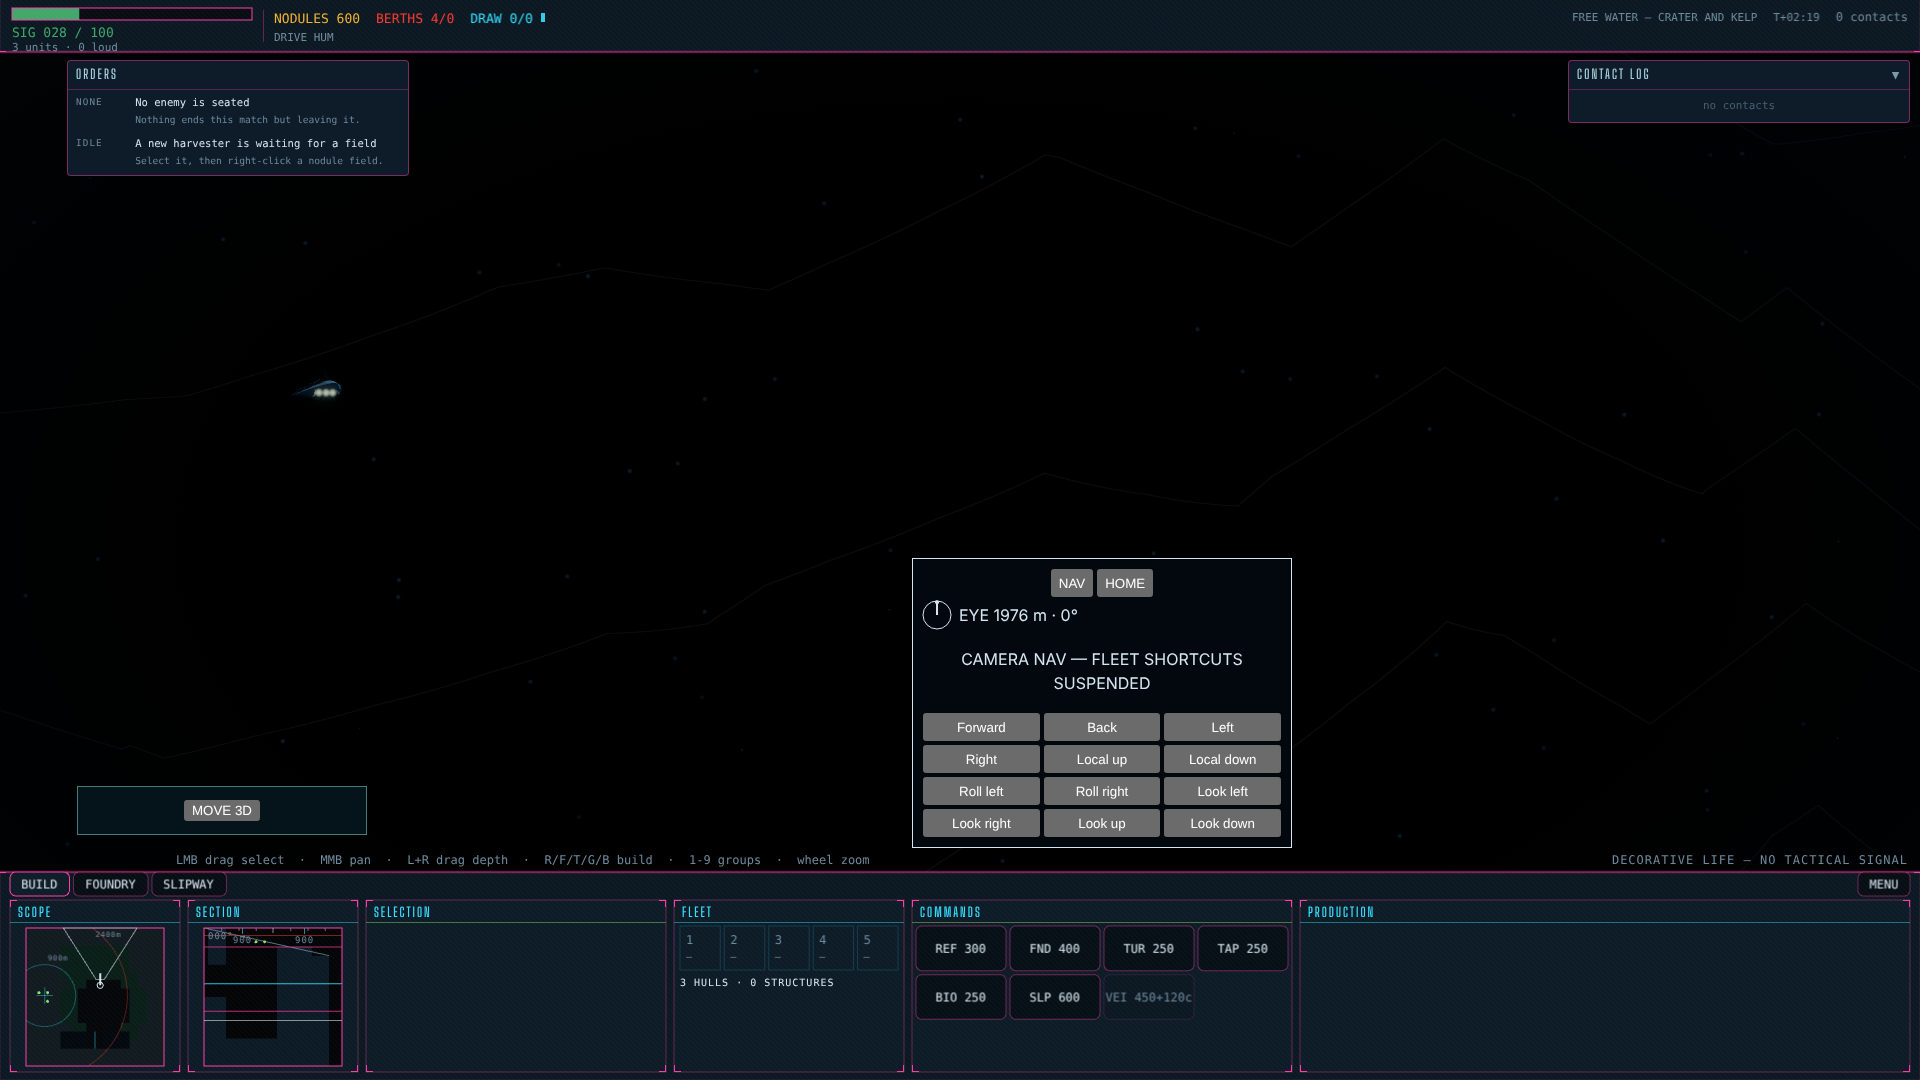 SIG 028 / 100
3 units · 0 loud
NODULES 600 BERTHS 4/0 DRAW 0/0
DRIVE HUM
FREE WATER — CRATER AND KELP T+02:19 0 contacts
ORDERS
NONE No enemy is seated
Nothing ends this match but leaving it.
IDLE A new harvester is waiting for a field
Select it, then right-click a nodule field.
CONTACT LOG ▼
no contacts
NAV HOME
EYE 1976 m · 0°
CAMERA NAV — FLEET SHORTCUTS
SUSPENDED
Forward Back Left
Right Local up Local down
Roll left Roll right Look left
Look right Look up Look down
MOVE 3D
LMB drag select · MMB pan · L+R drag depth · R/F/T/G/B build · 1-9 groups · wheel zoom
DECORATIVE LIFE — NO TACTICAL SIGNAL
BUILD FOUNDRY SLIPWAY MENU
SCOPE
2400m
900m
SECTION
900 900
SELECTION
FLEET
1 2 3 4 5
— — — — —
3 HULLS · 0 STRUCTURES
COMMANDS
REF 300 FND 400 TUR 250 TAP 250
BIO 250 SLP 600 VEI 450+120c
PRODUCTION